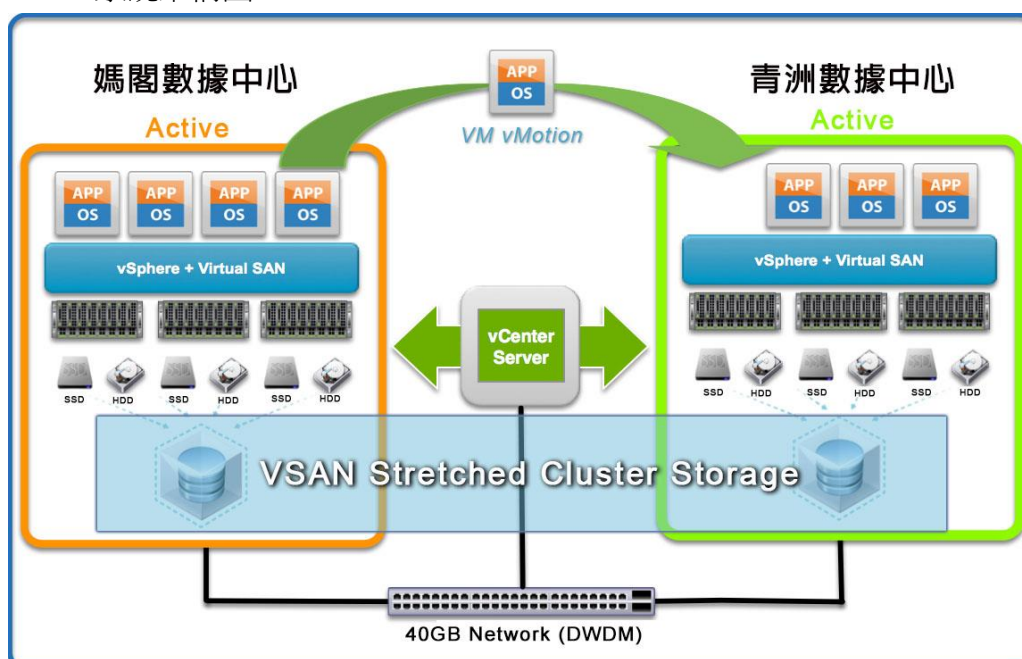 媽閣數據中心
Active
APP
OS
VM vMotion
青洲數據中心
Active
APP
OS
APP
OS
APP
OS
APP
OS
vSphere + Virtual SAN
SSD
HDD
SSD
HDD
SSD
HDD
vCenter
Server
APP
OS
APP
OS
APP
OS
vSphere + Virtual SAN
SSD
HDD
SSD
HDD
SSD
HDD
VSAN Stretched Cluster Storage
40GB Network (DWDM)